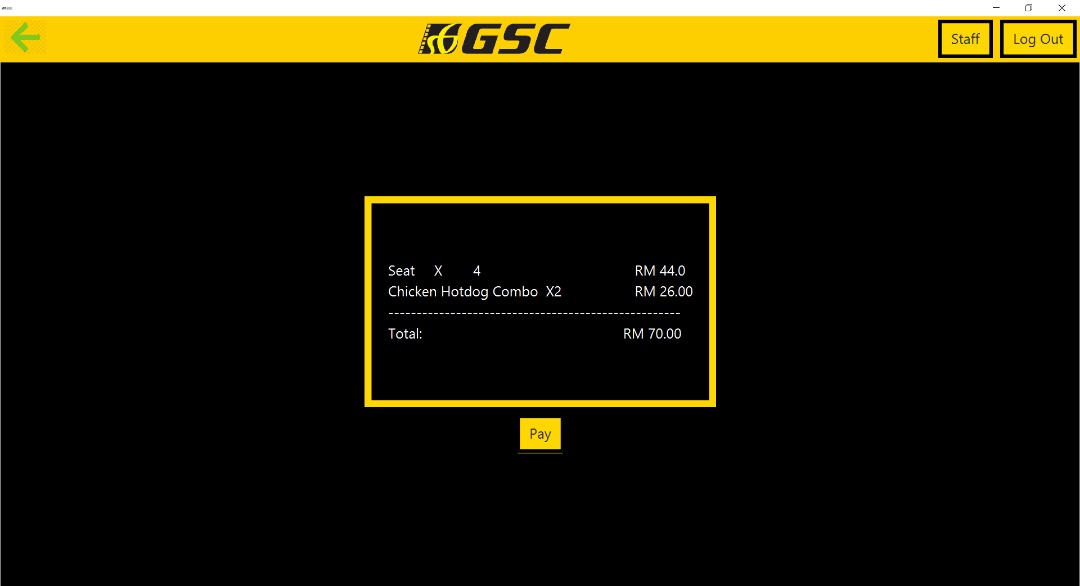 GSC
Staff
Log Out
Seat X 4 RM 44.0
Chicken Hotdog Combo X2 RM 26.00
----------------------------------------------------
Total: RM 70.00
Pay